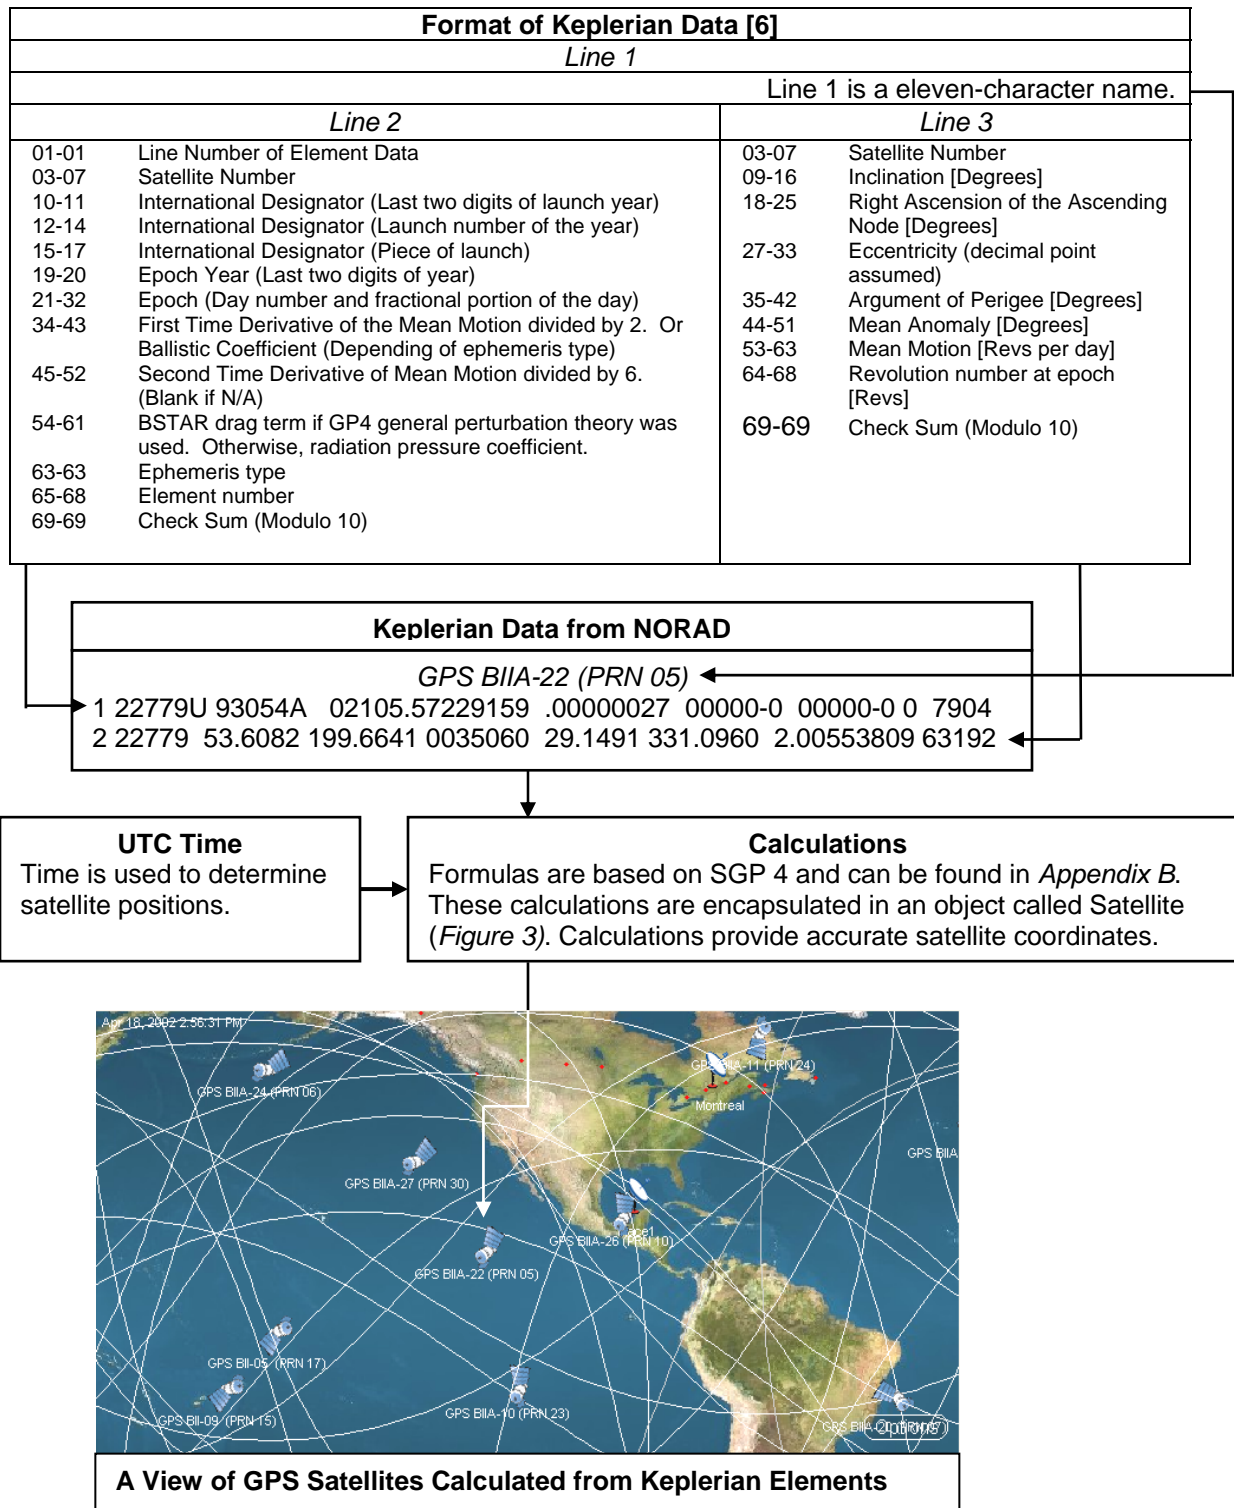 Format of Keplerian Data [6]
Line 1
Line 1 is a eleven-character name.
Line 2
01-01 Line Number of Element Data
03-07 Satellite Number
10-11 International Designator (Last two digits of launch year)
12-14 International Designator (Launch number of the year)
15-17 International Designator (Piece of launch)
19-20 Epoch Year (Last two digits of year)
21-32 Epoch (Day number and fractional portion of the day)
34-43 First Time Derivative of the Mean Motion divided by 2.  Or
Ballistic Coefficient (Depending of ephemeris type)
45-52 Second Time Derivative of Mean Motion divided by 6.
(Blank if N/A)
54-61 BSTAR drag term if GP4 general perturbation theory was
used.  Otherwise, radiation pressure coefficient.
63-63 Ephemeris type
65-68 Element number
69-69 Check Sum (Modulo 10)
Line 3
03-07 Satellite Number
09-16 Inclination [Degrees]
18-25 Right Ascension of the Ascending
Node [Degrees]
27-33 Eccentricity (decimal point
assumed)
35-42 Argument of Perigee [Degrees]
44-51 Mean Anomaly [Degrees]
53-63 Mean Motion [Revs per day]
64-68 Revolution number at epoch
[Revs]
69-69 Check Sum (Modulo 10)
Keplerian Data from NORAD
GPS BIIA-22 (PRN 05)
1 22779U 93054A   02105.57229159  .00000027  00000-0  00000-0 0  7904
2 22779  53.6082 199.6641 0035060  29.1491 331.0960  2.00553809 63192
UTC Time
Time is used to determine
satellite positions.
Calculations
Formulas are based on SGP 4 and can be found in Appendix B.
These calculations are encapsulated in an object called Satellite
(Figure 3). Calculations provide accurate satellite coordinates.
Apr 18, 2002 2:56:31 PM
GPS BIIA-11 (PRN 24)
GPS BIIA-24 (PRN 06)
Montreal
GPS BIIA
GPS BIIA-27 (PRN 30)
GPS BIIA-26 (PRN 10)
GPS BIIA-22 (PRN 05)
GPS BII-05 (PRN 17)
GPS BII-09 (PRN 15)
GPS BIIA-10 (PRN 23)
GPS BIIA-20
Options
A View of GPS Satellites Calculated from Keplerian Elements